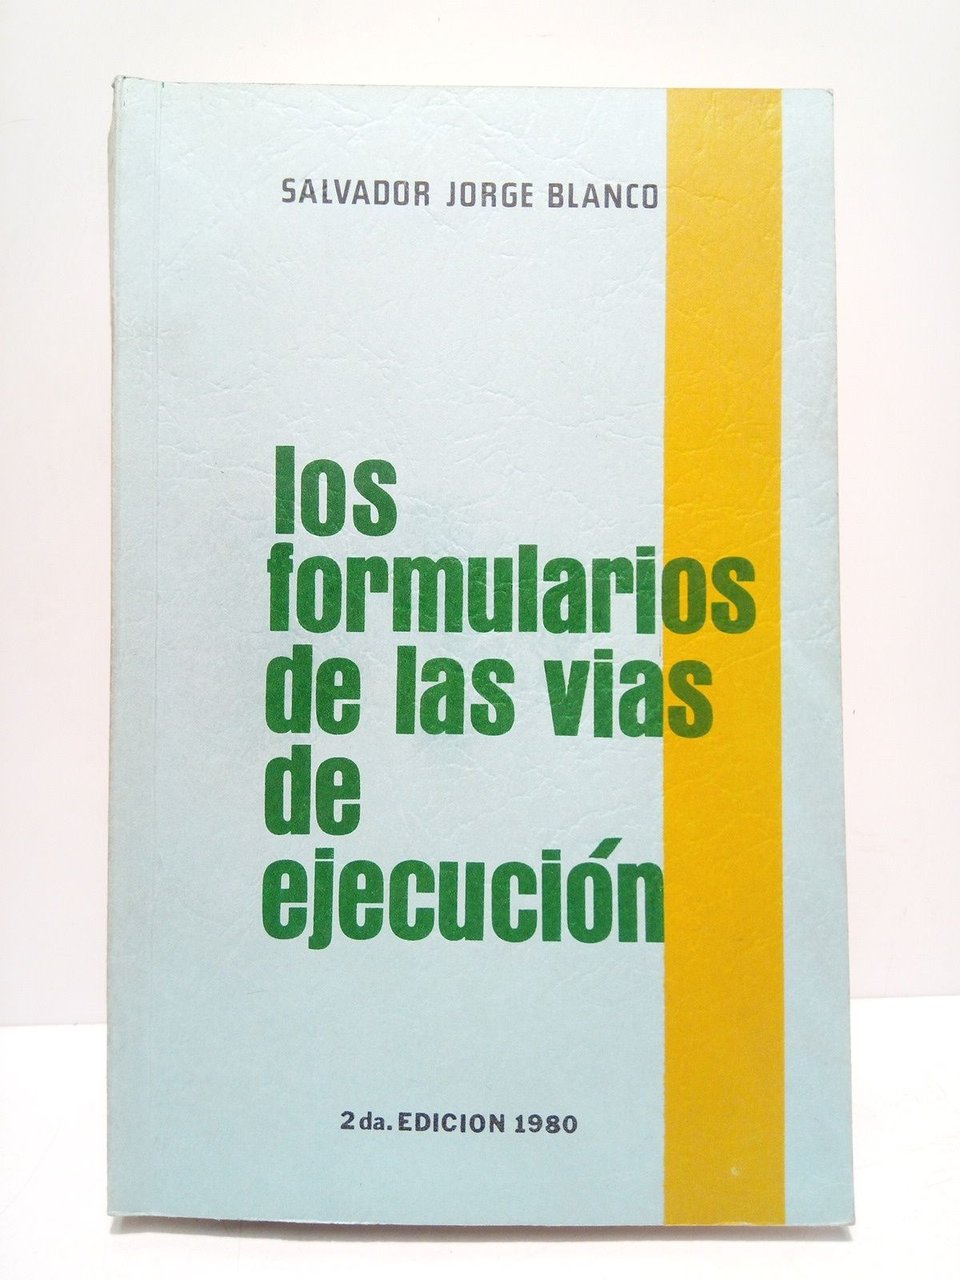 SALVADOR JORGE BLANCO
los
formularios
de las vias
de
ejecución
2da. EDICION 1980